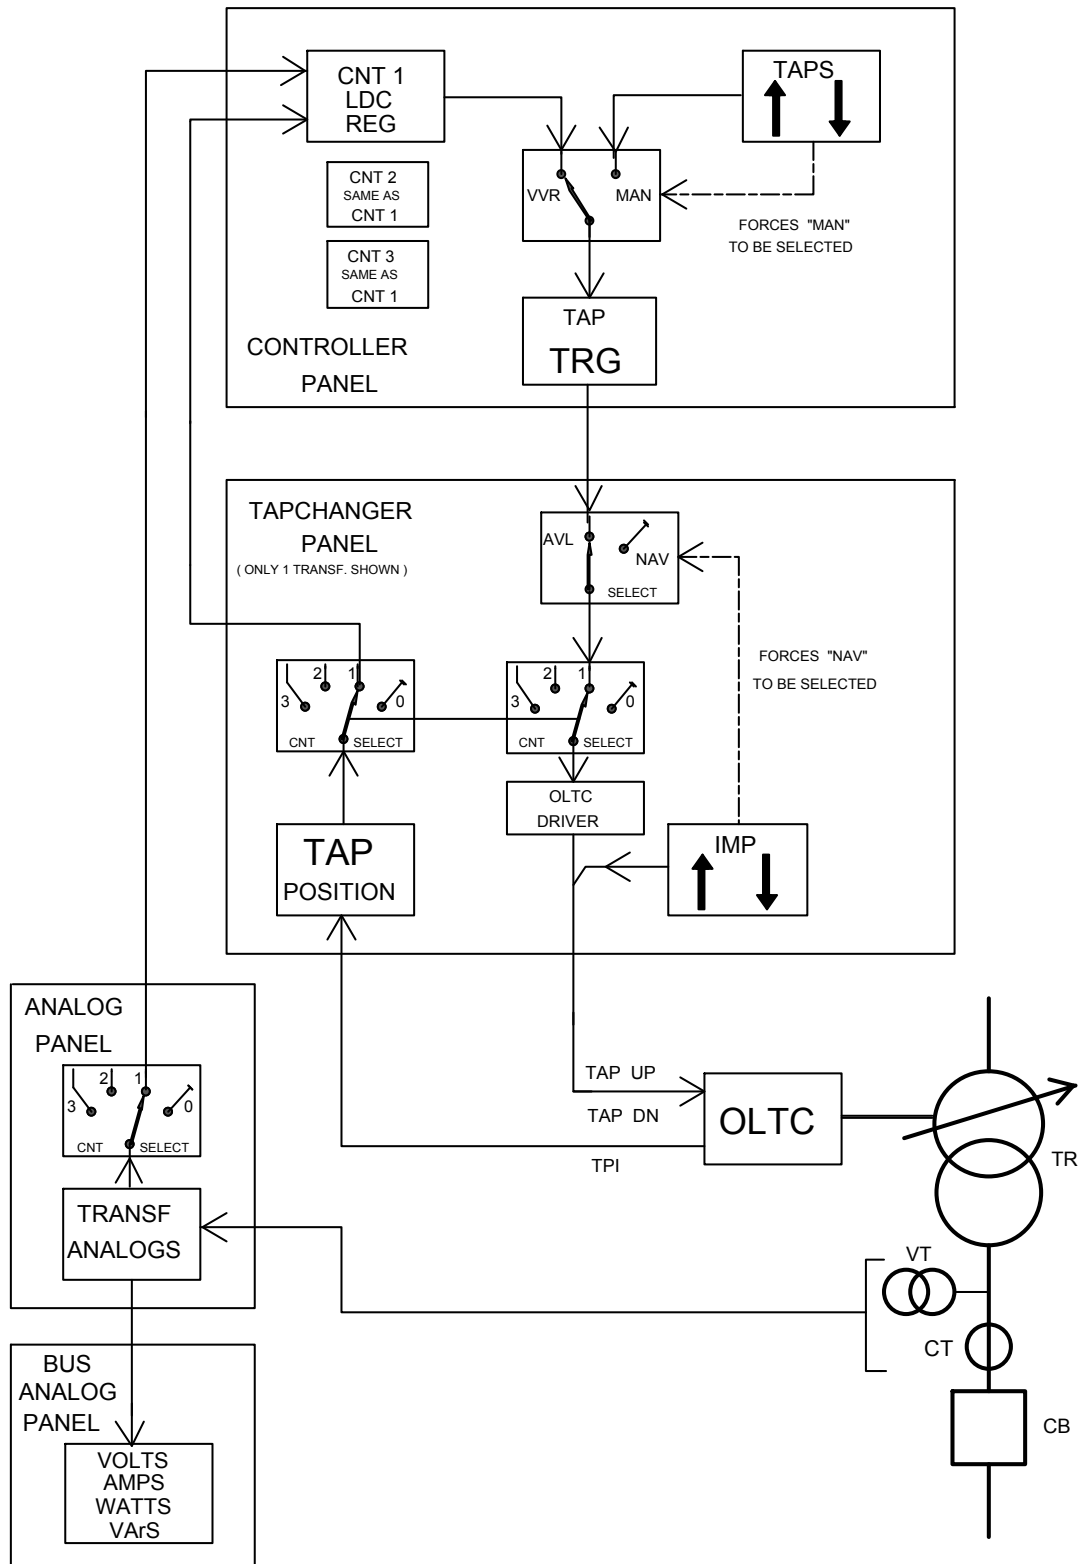 CNT 1
LDC
REG
TAPS
CNT 2
SAME AS
CNT 1
VVR
MAN
FORCES "MAN"
TO BE SELECTED
CNT 3
SAME AS
CNT 1
TAP
TRG
CONTROLLER
PANEL
TAPCHANGER
PANEL
( ONLY 1 TRANSF. SHOWN )
AVL
NAV
SELECT
FORCES "NAV"
TO BE SELECTED
3 2 1 0
CNT SELECT
3 2 1 0
CNT SELECT
OLTC
DRIVER
TAP
POSITION
IMP
ANALOG
PANEL
3 2 1 0
CNT SELECT
TAP UP
TAP DN
TPI
OLTC
TR
TRANSF
ANALOGS
VT
CT
CB
BUS
ANALOG
PANEL
VOLTS
AMPS
WATTS
VArS